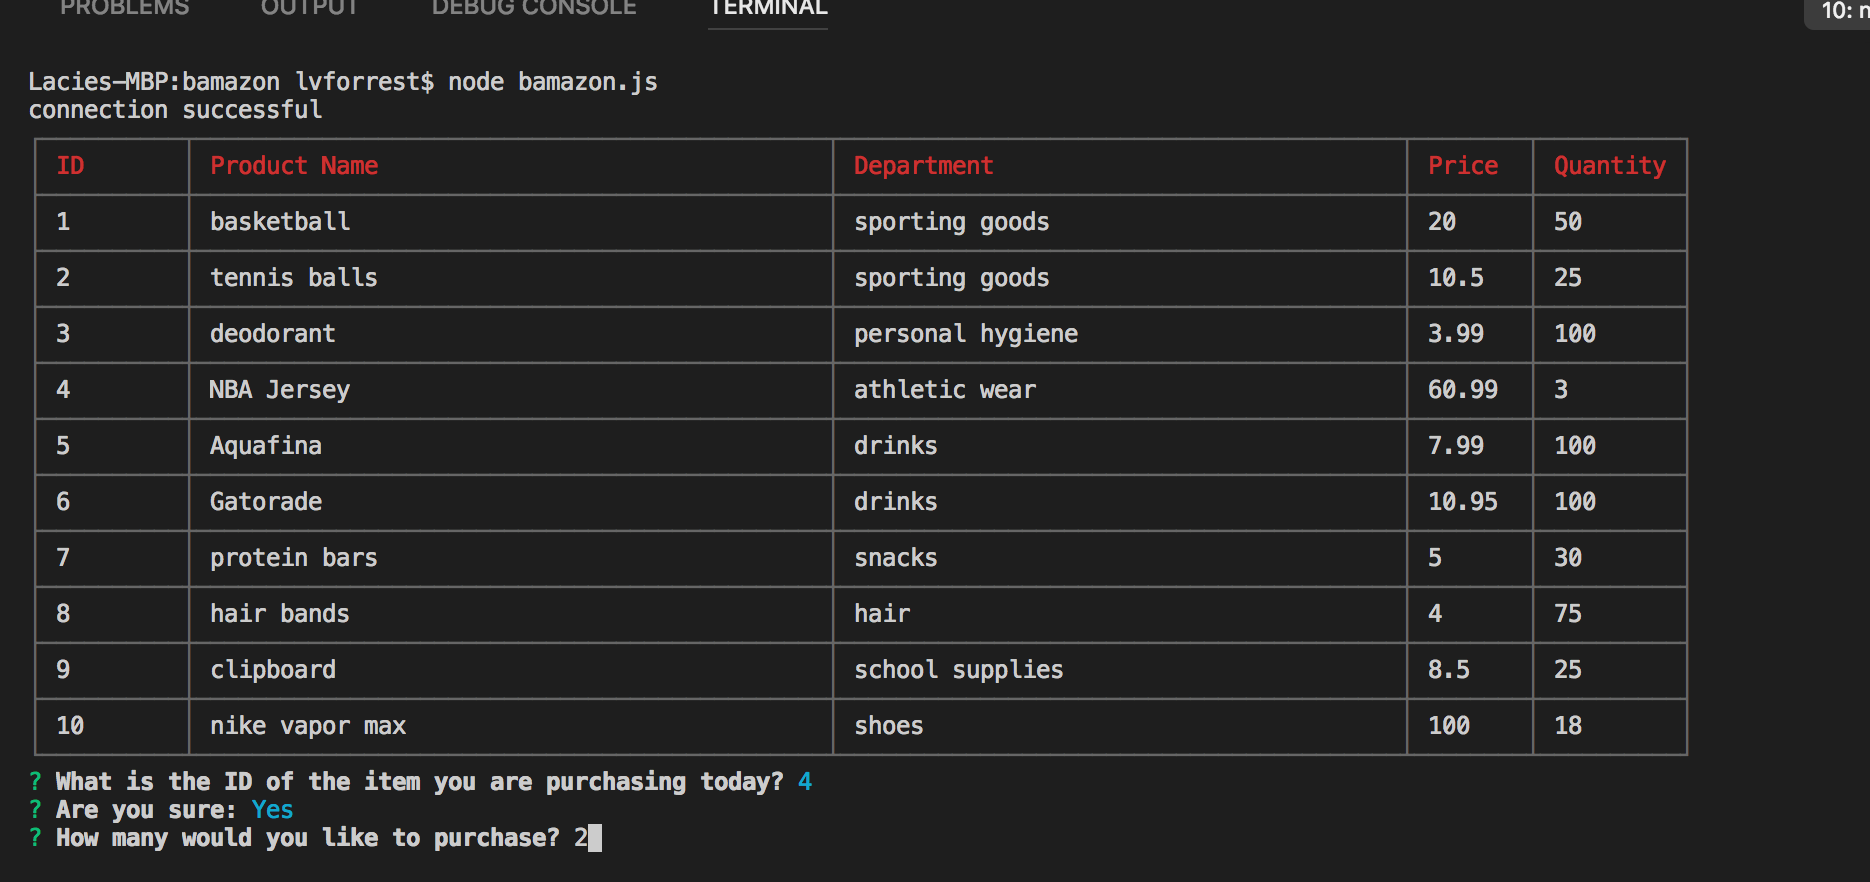 PROBLEMS OUTPUT DEBUG CONSOLE TERMINAL 10: n
Lacies-MBP:bamazon lvforrest$ node bamazon.js
connection successful
ID Product Name Department Price Quantity
1 basketball sporting goods 20 50
2 tennis balls sporting goods 10.5 25
3 deodorant personal hygiene 3.99 100
4 NBA Jersey athletic wear 60.99 3
5 Aquafina drinks 7.99 100
6 Gatorade drinks 10.95 100
7 protein bars snacks 5 30
8 hair bands hair 4 75
9 clipboard school supplies 8.5 25
10 nike vapor max shoes 100 18
? What is the ID of the item you are purchasing today? 4
? Are you sure: Yes
? How many would you like to purchase? 2